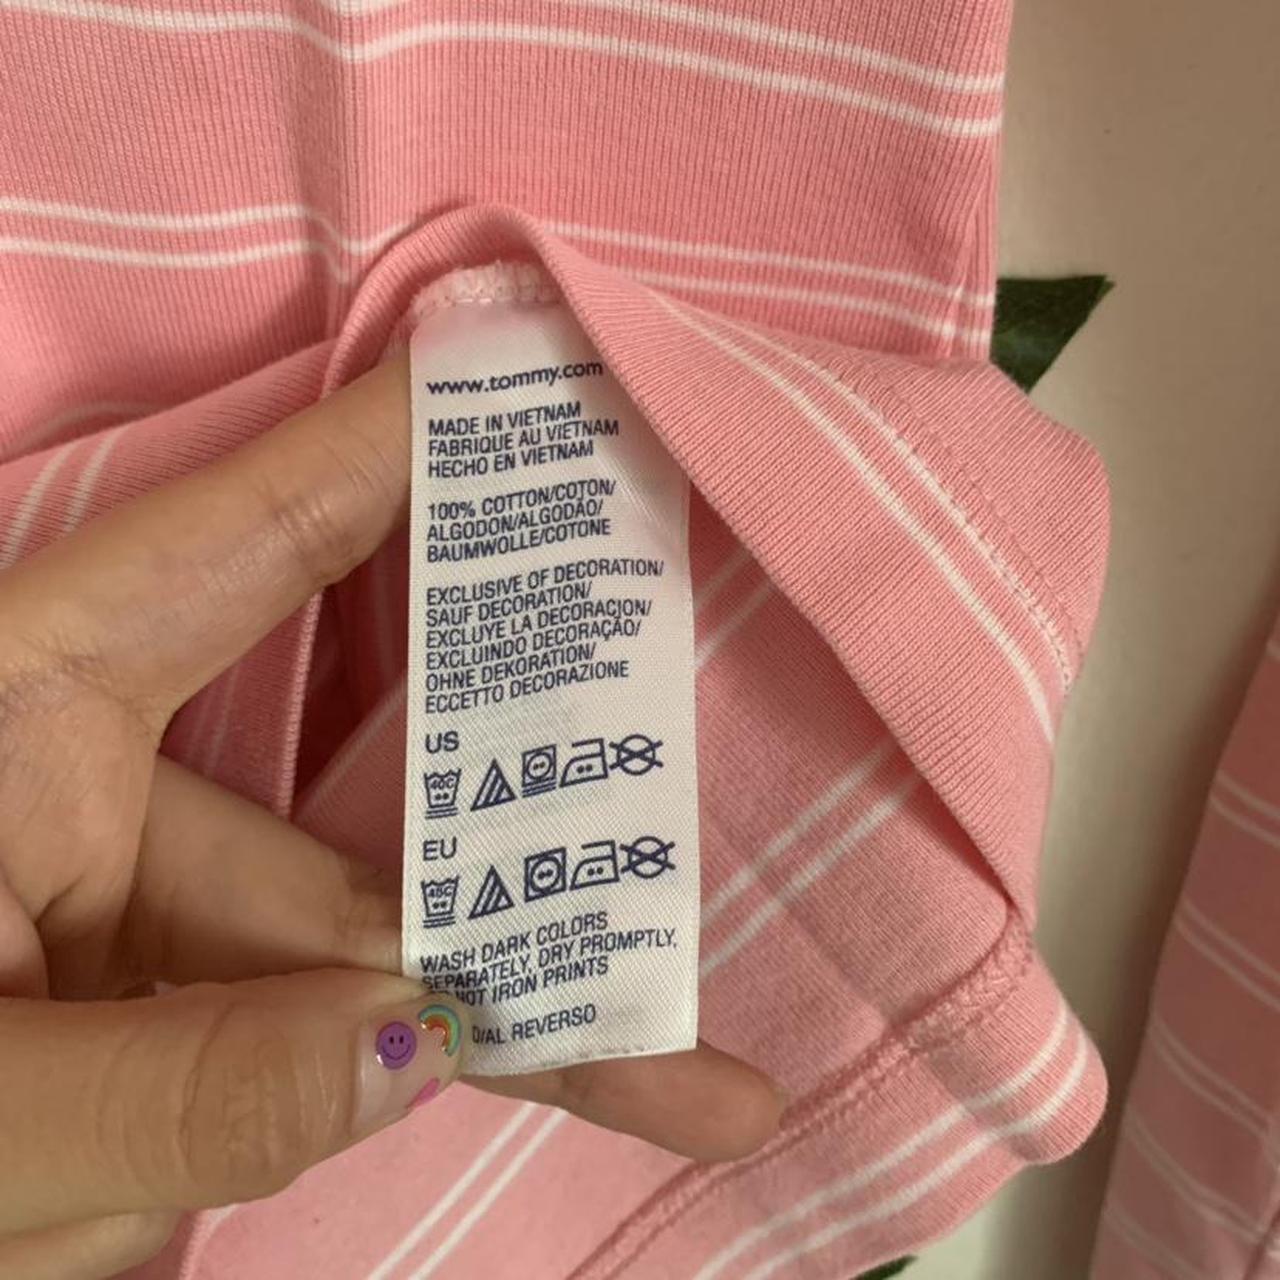 www.tommy.com
MADE IN VIETNAM
FABRIQUE AU VIETNAM
HECHO EN VIETNAM
100% COTTON/COTON/
ALGODON/ALGODÃO/
BAUMWOLLE/COTONE
EXCLUSIVE OF DECORATION/
SAUF DECORATION/
EXCLUYE LA DECORACION/
EXCLUINDO DECORAÇÃO/
OHNE DEKORATION/
ECCETTO DECORAZIONE
US
40C
EU
WASH DARK COLORS
SEPARATELY, DRY PROMPTLY,
NOT IRON PRINTS
D/AL REVERSO